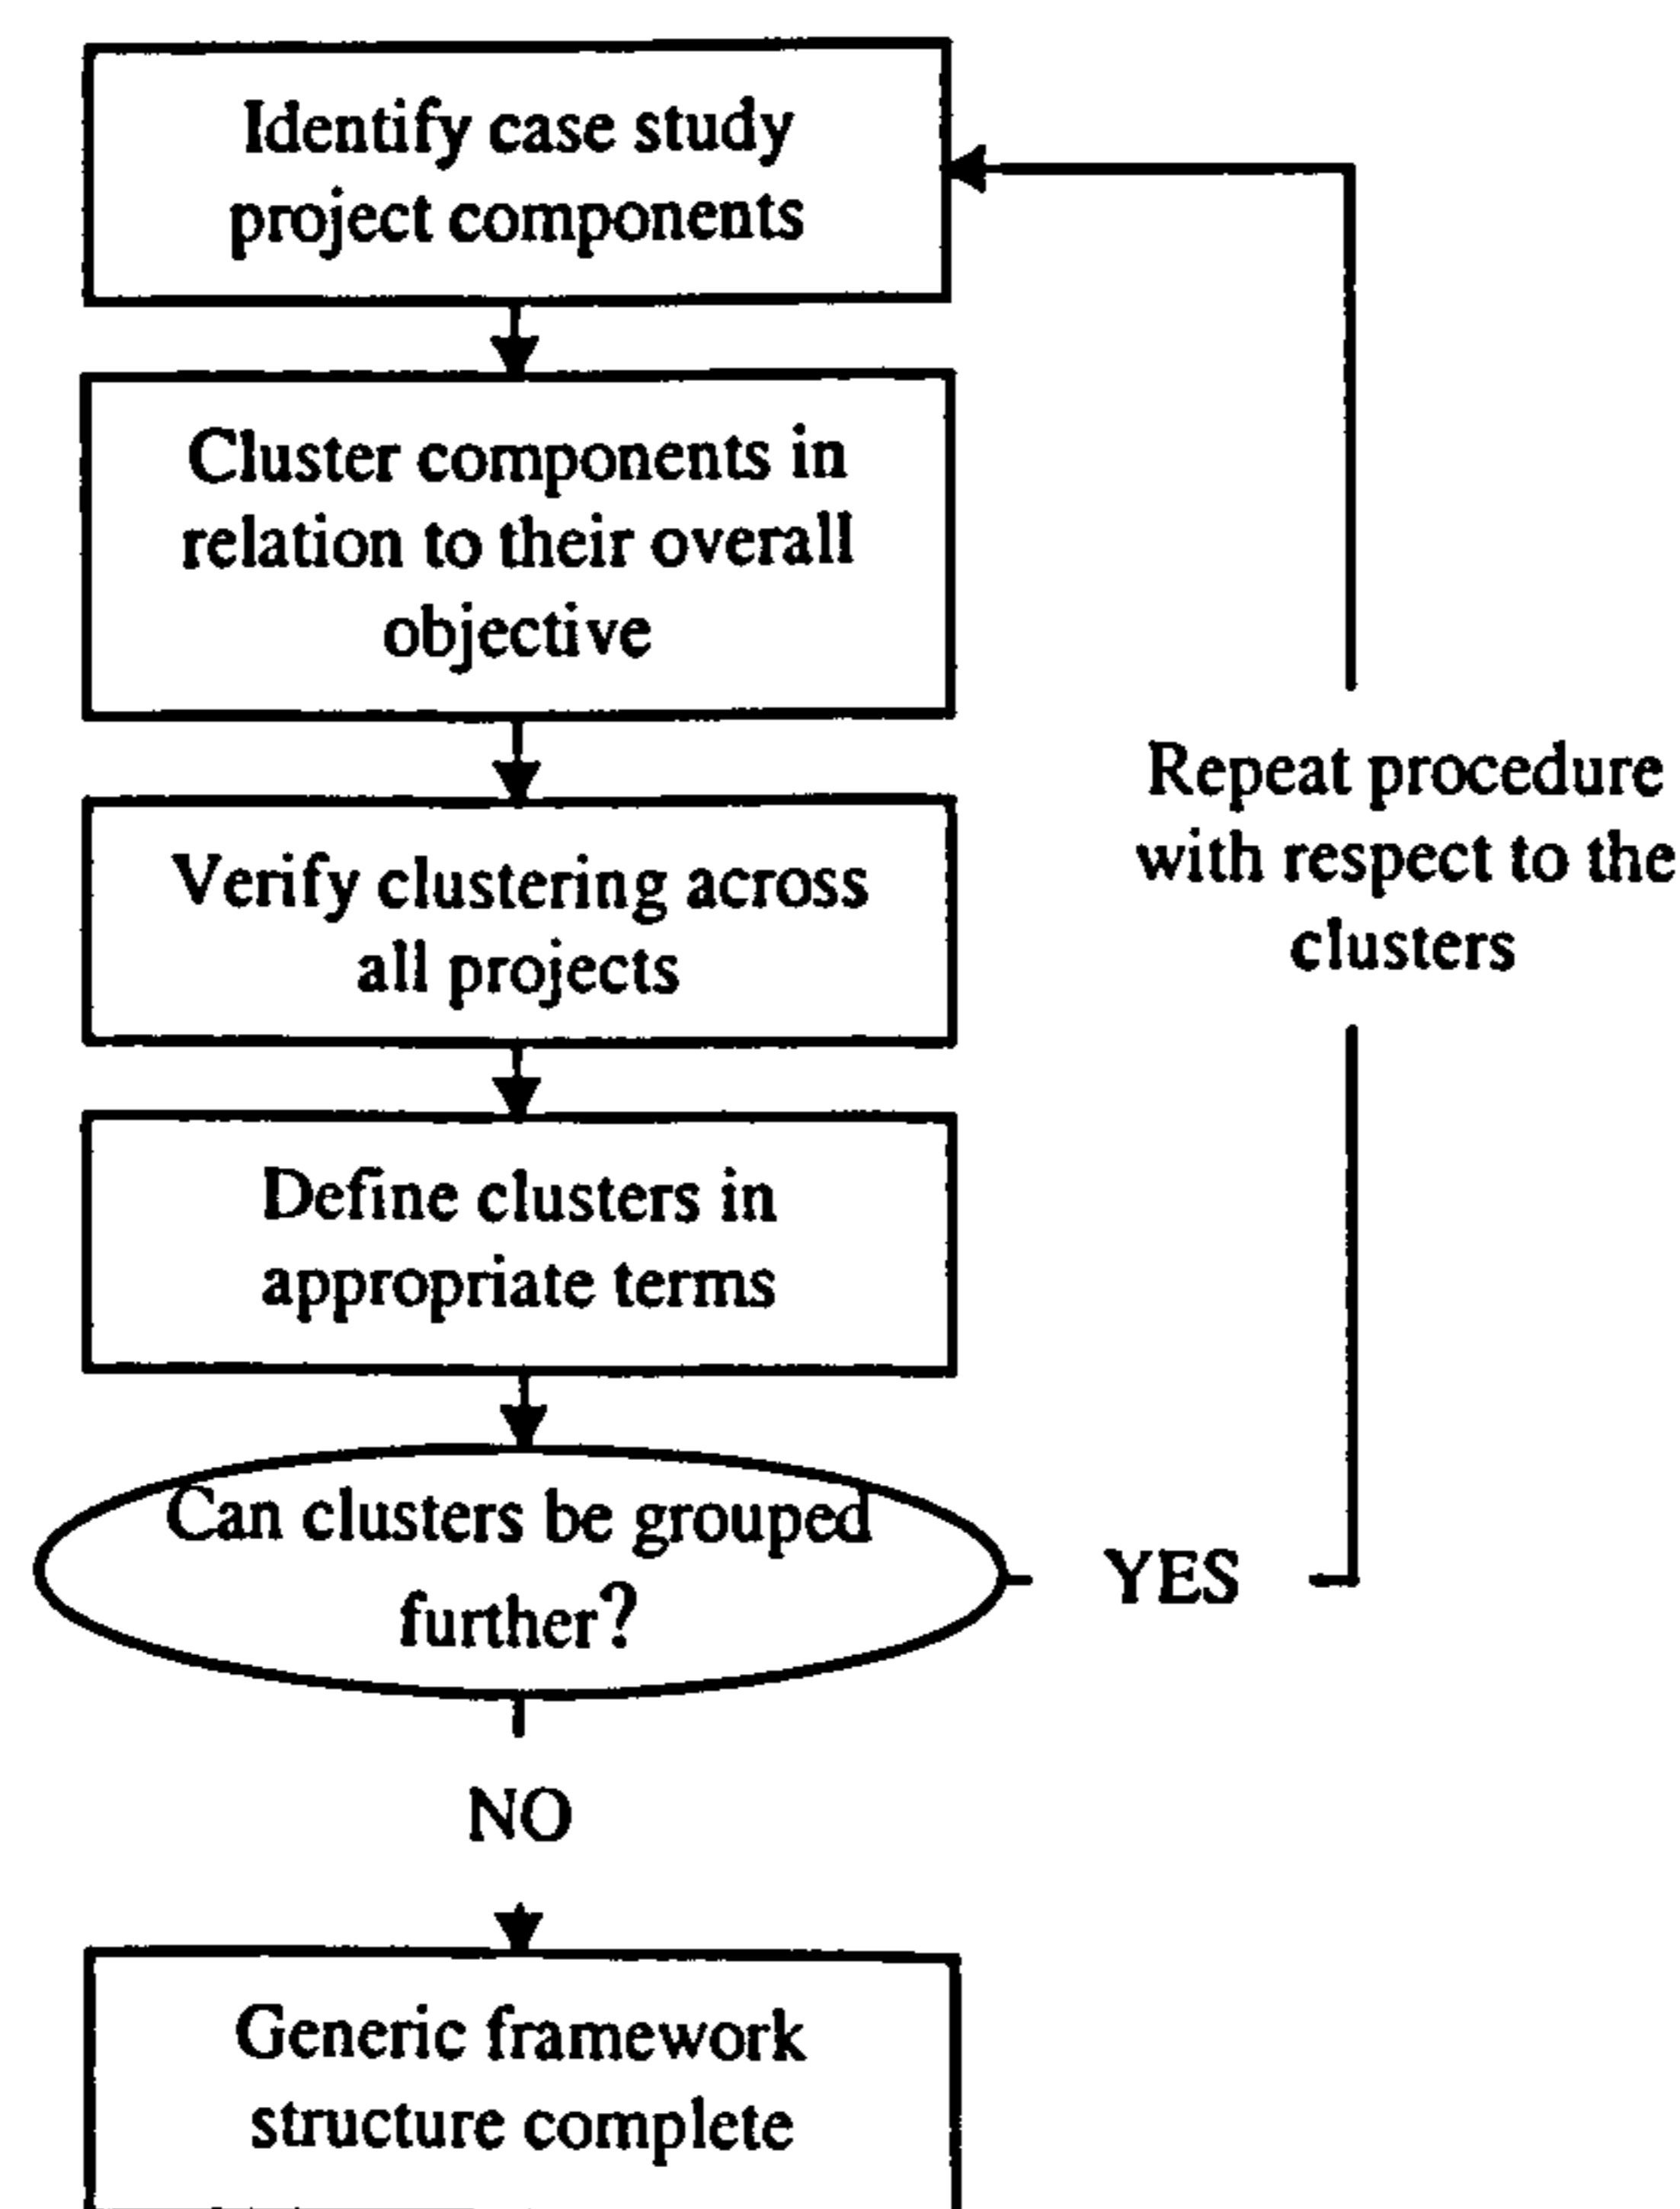 Identify case study
project components
Cluster components in
relation to their overall
objective
Verify clustering across
all projects
Define clusters in
appropriate terms
Can clusters be grouped
further?
YES
Repeat procedure
with respect to the
clusters
NO
Generic framework
structure complete